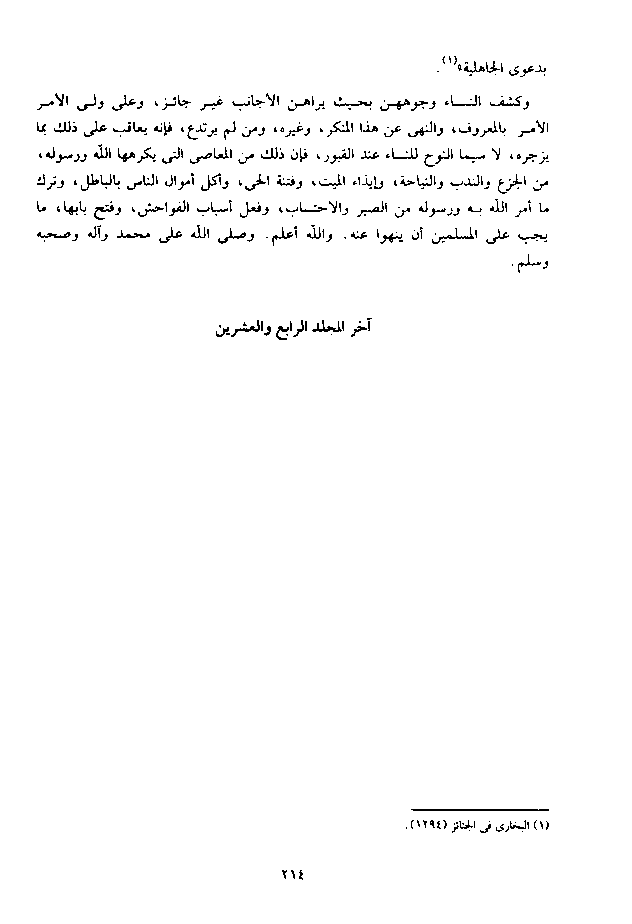 بدعوى الجاهلية»(١).
وكشف النساء وجوههن بحيث يراهن الأجانب غير جائز، وعلى ولى الأمر
الأمر بالمعروف، والنهى عن هذا المنكر، وغيره، ومن لم يرتدع، فإنه يعاقب على ذلك بما
يزجره، لا سيما النوح للنساء عند القبور، فإن ذلك من المعاصى التى يكرهها الله ورسوله،
من الجزع والندب والنياحة، وإيذاء الميت، وفتنة الحى، وأكل أموال الناس بالباطل، وترك
ما أمر الله به ورسوله من الصبر والاحتساب، وفعل أسباب الفواحش، وفتح بابها، ما
يجب على المسلمين أن ينهوا عنه. والله أعلم. وصلى الله على محمد وآله وصحبه
وسلم.
آخر المجلد الرابع والعشرين
(١) البخارى فى الجنائز (١٢٩٤).
٢١٤